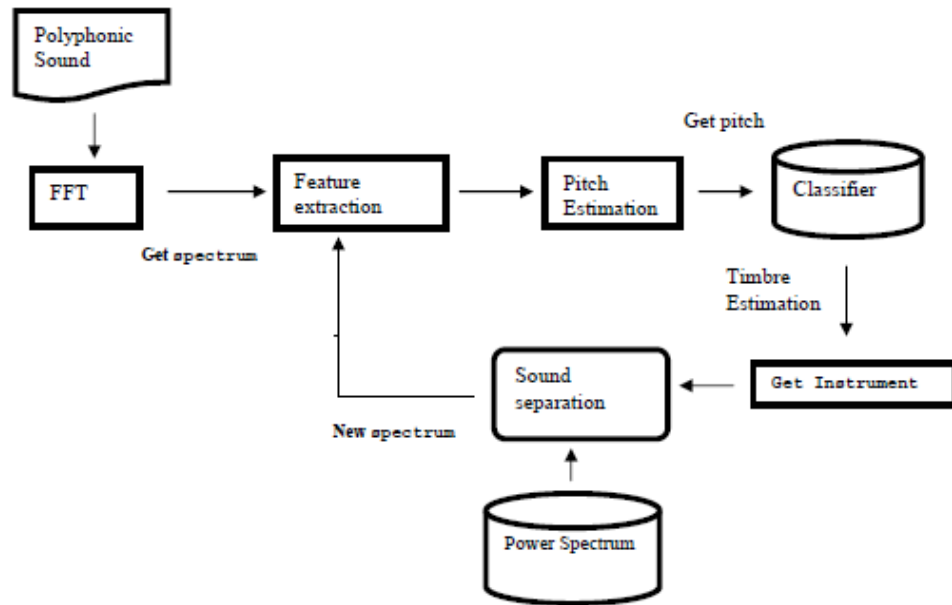 Polyphonic
Sound
Get pitch
FFT
Feature
extraction
Pitch
Estimation
Classifier
Get spectrum
Timbre
Estimation
Sound
separation
Get Instrument
New spectrum
Power Spectrum